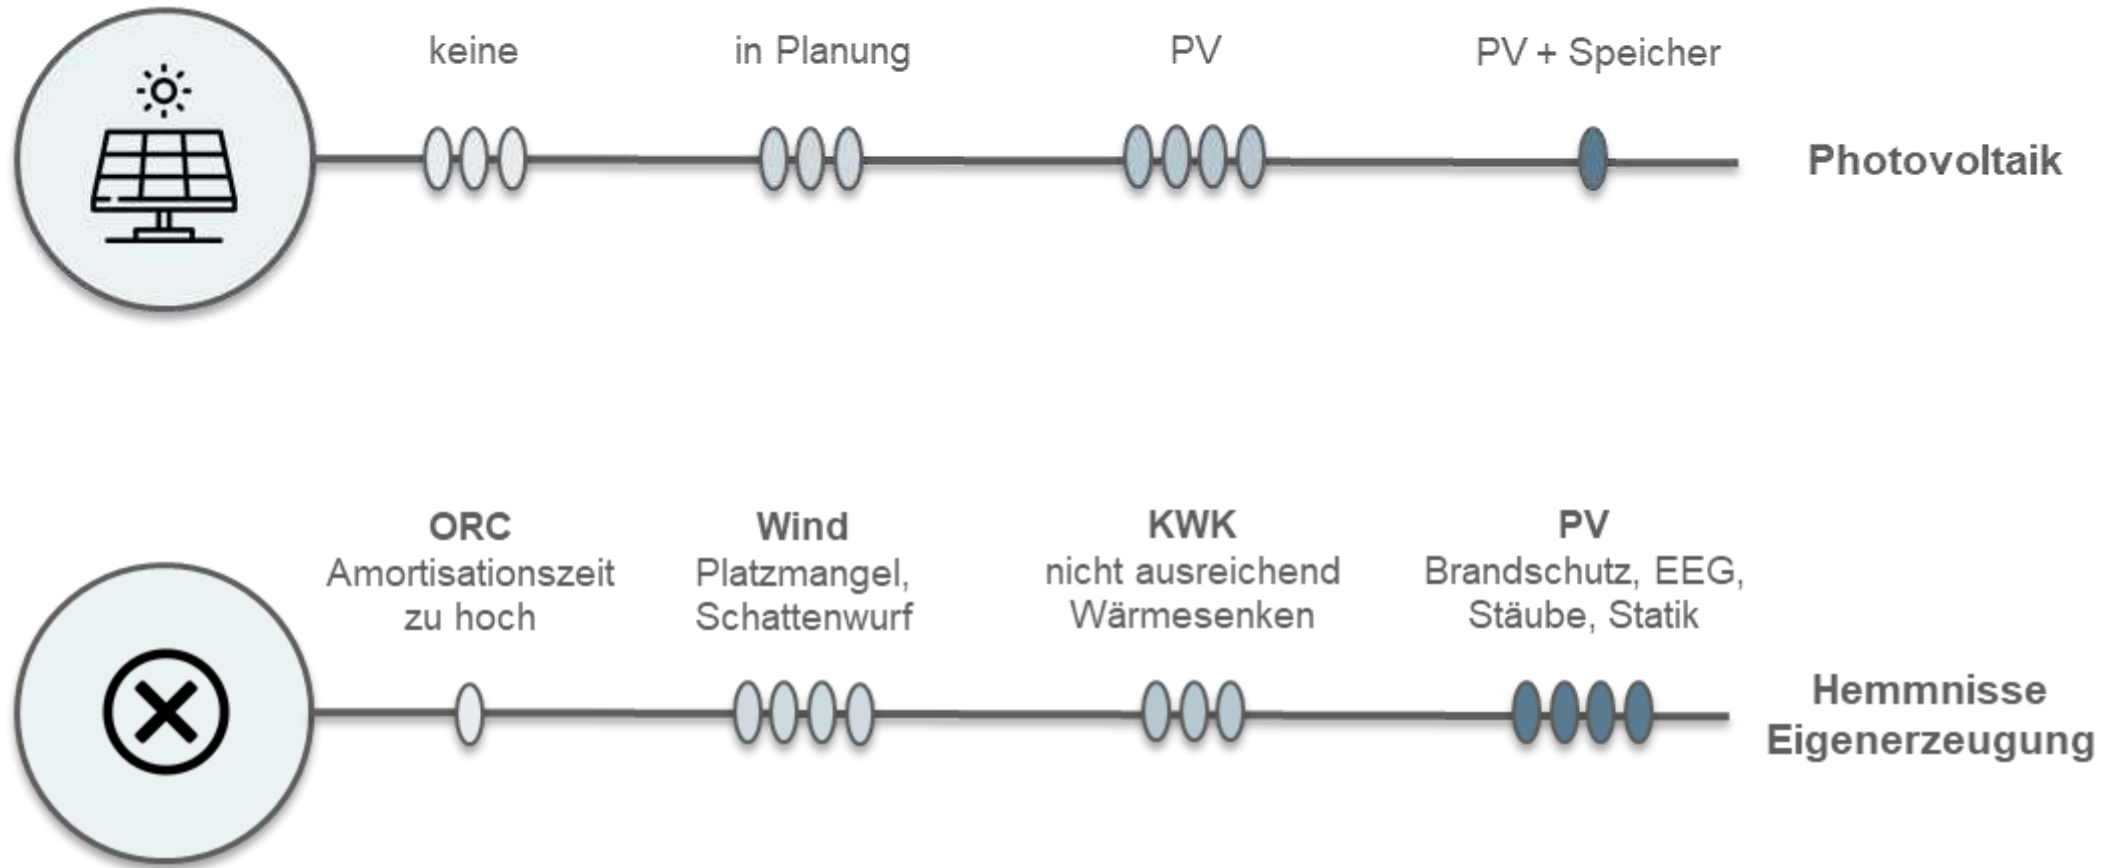 keine
in Planung
PV
PV + Speicher
Photovoltaik
ORC
Amortisationszeit
zu hoch
Wind
Platzmangel,
Schattenwurf
KWK
nicht ausreichend
Wärmesenken
PV
Brandschutz, EEG,
Stäube, Statik
Hemmnisse
Eigenerzeugung